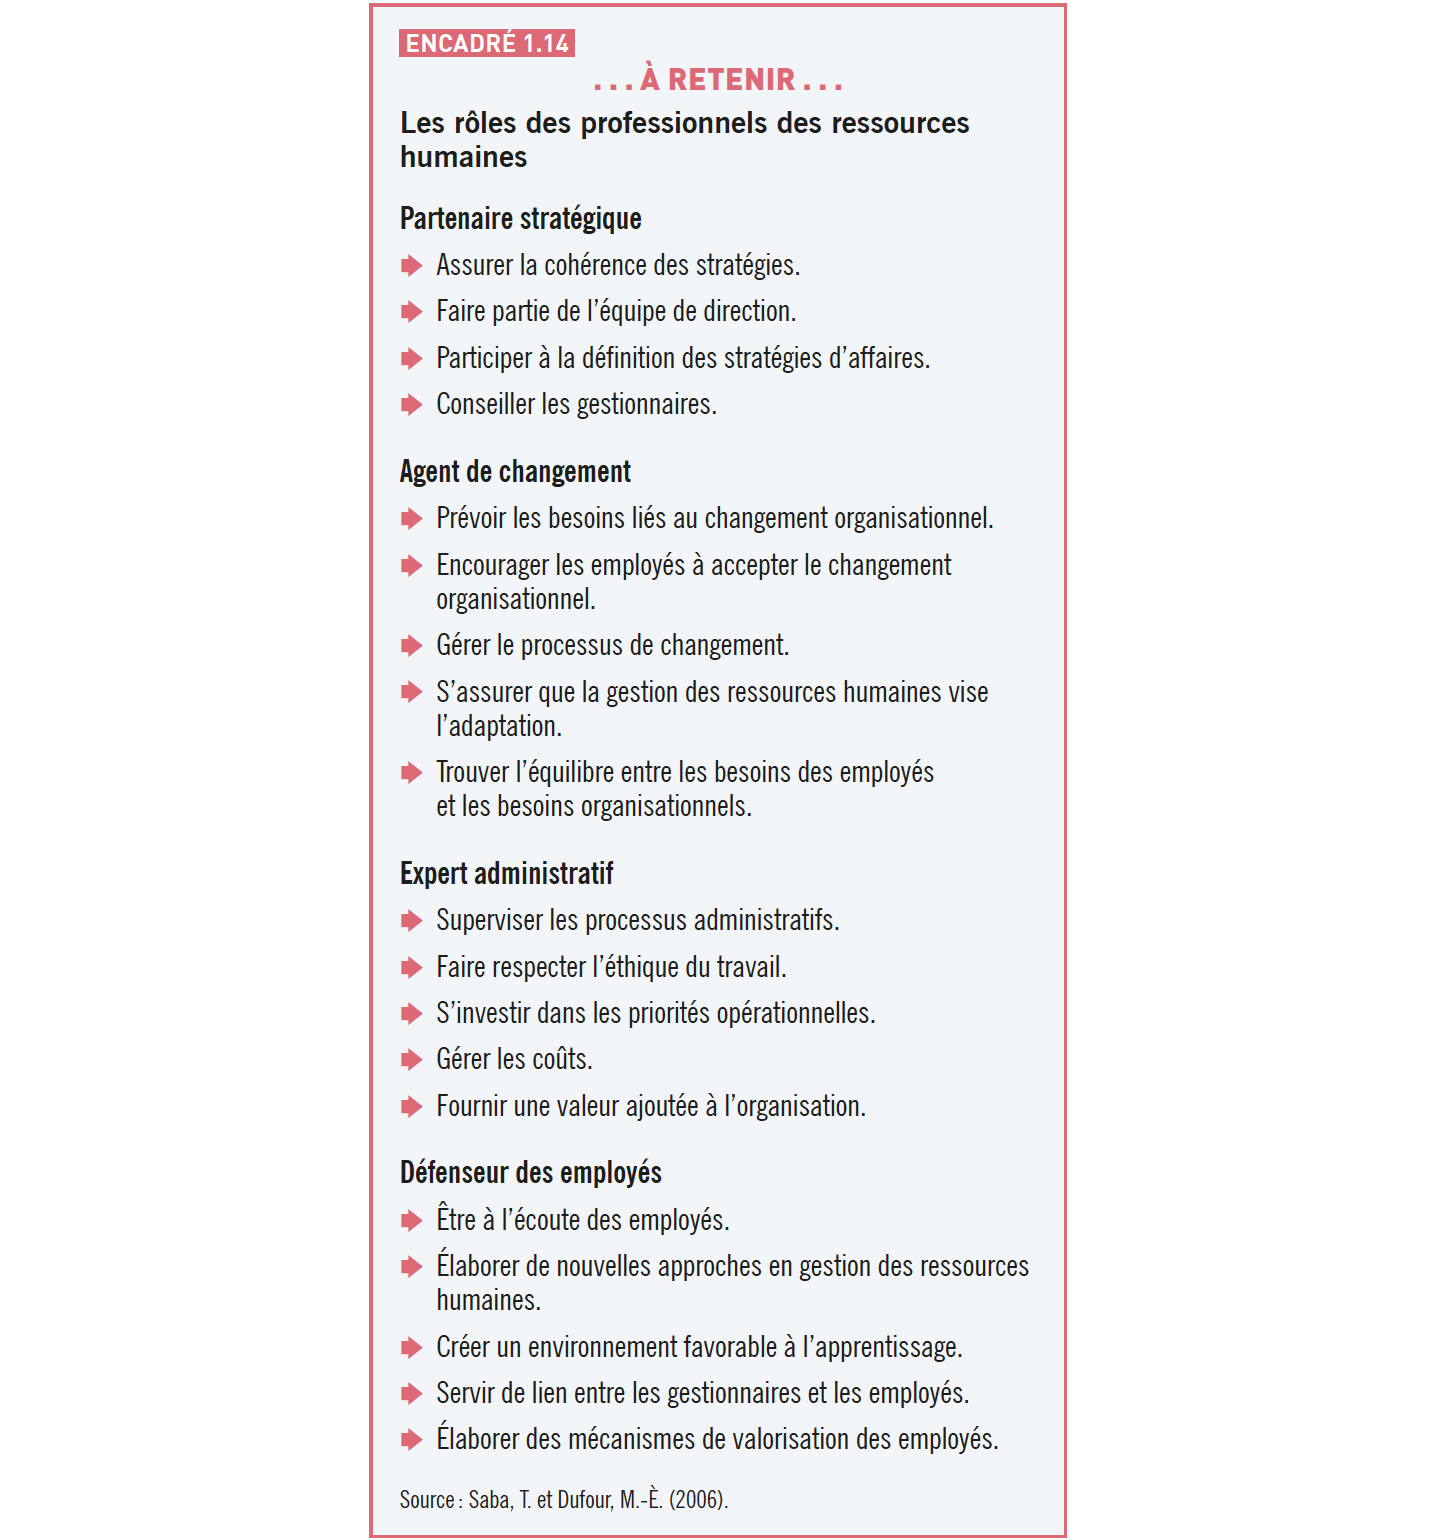 ENCADRÉ 1.14
. . . À RETENIR . . .
Les rôles des professionnels des ressources
humaines
Partenaire stratégique
Assurer la cohérence des stratégies.
Faire partie de l’équipe de direction.
Participer à la définition des stratégies d’affaires.
Conseiller les gestionnaires.
Agent de changement
Prévoir les besoins liés au changement organisationnel.
Encourager les employés à accepter le changement
organisationnel.
Gérer le processus de changement.
S’assurer que la gestion des ressources humaines vise
l’adaptation.
Trouver l’équilibre entre les besoins des employés
et les besoins organisationnels.
Expert administratif
Superviser les processus administratifs.
Faire respecter l’éthique du travail.
S’investir dans les priorités opérationnelles.
Gérer les coûts.
Fournir une valeur ajoutée à l’organisation.
Défenseur des employés
Être à l’écoute des employés.
Élaborer de nouvelles approches en gestion des ressources
humaines.
Créer un environnement favorable à l’apprentissage.
Servir de lien entre les gestionnaires et les employés.
Élaborer des mécanismes de valorisation des employés.
Source : Saba, T. et Dufour, M.-È. (2006).